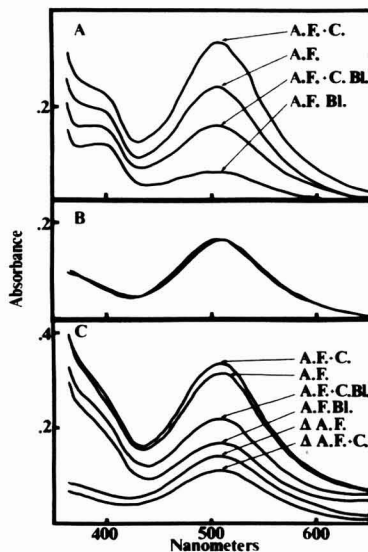 A
A.F.·C.
A.F.
A.F.·C. Bl.
A.F. Bl.
.2
B
.2
Absorbance
C
.4
A.F.·C.
A.F.
A.F.·C.Bl.
A.F.Bl.
Δ A.F.
Δ A.F.·C.
.2
400 500 600
Nanometers